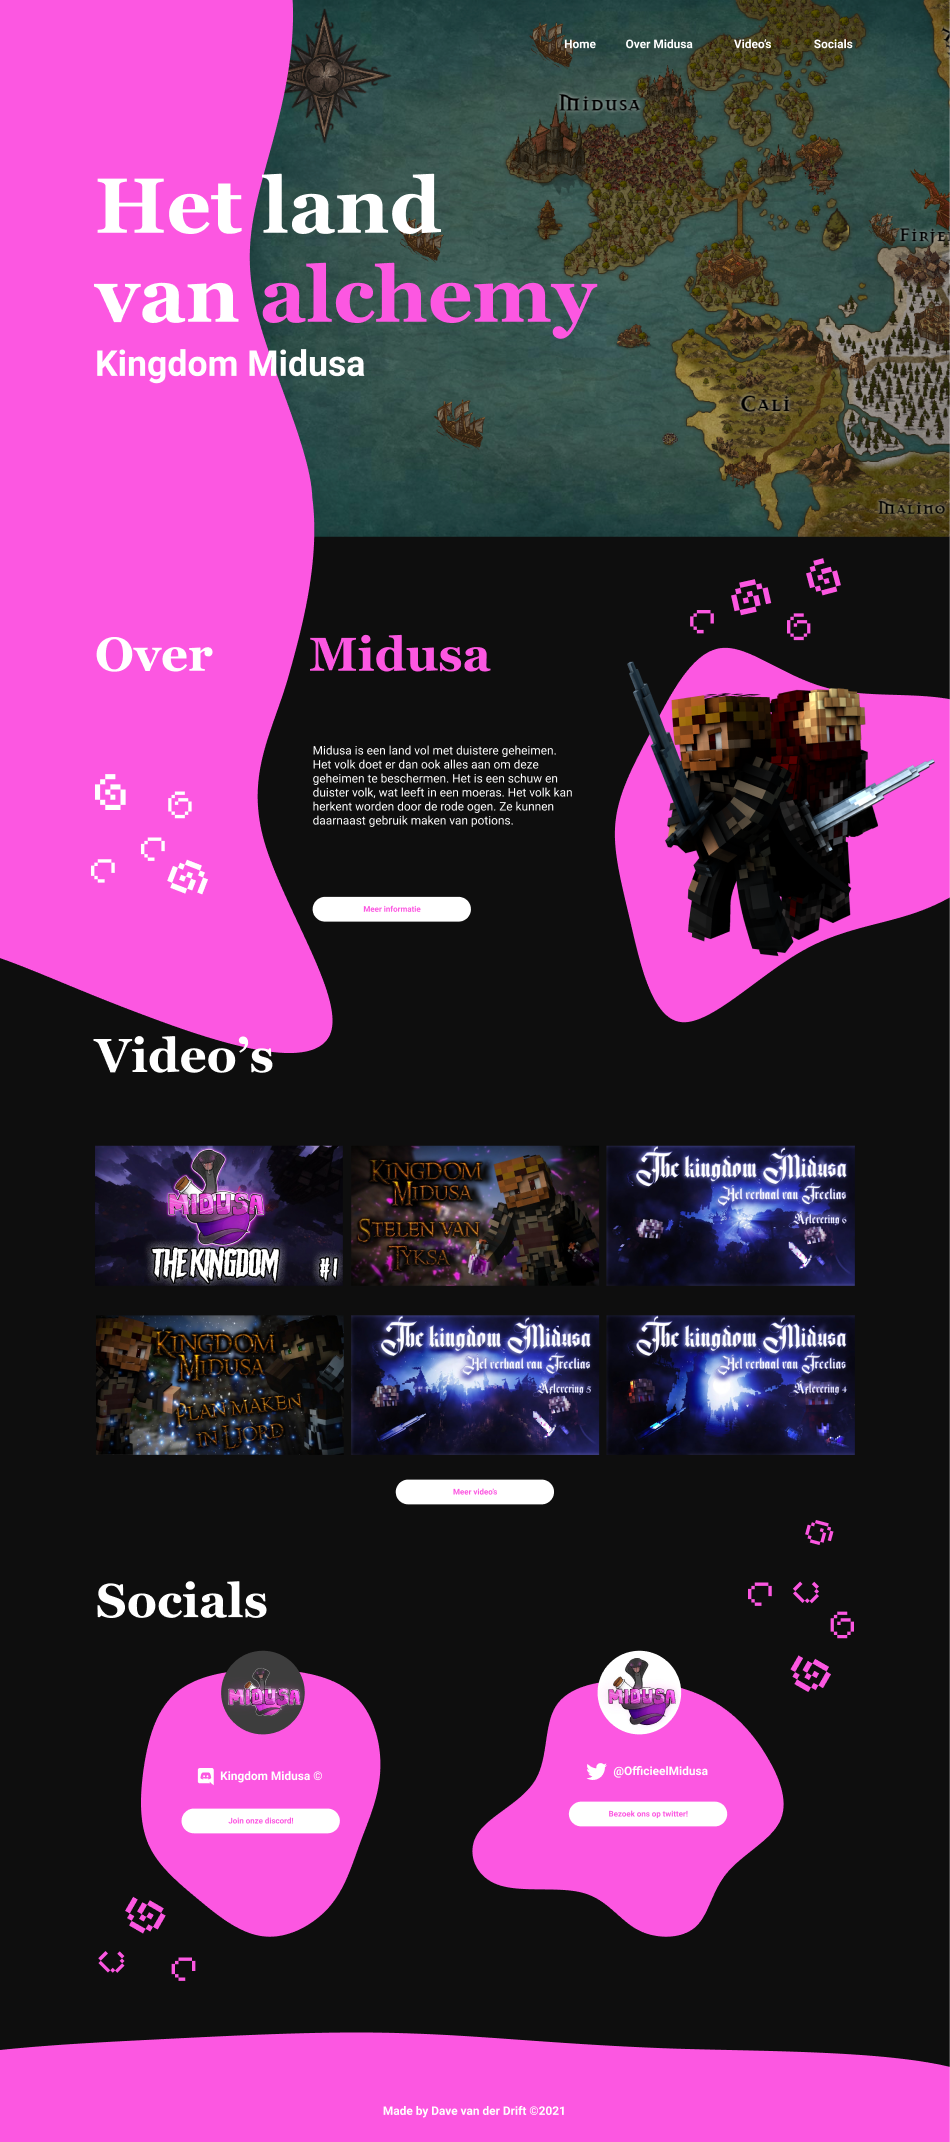 Home Over Midusa Video's Socials
MIDUSA
Het land
FIRJE
van alchemy
Kingdom Midusa
CALI
MALINO
Over Midusa
Midusa is een land vol met duistere geheimen.
Het volk doet er dan ook alles aan om deze
geheimen te beschermen. Het is een schuw en
duister volk, wat leeft in een moeras. Het volk kan
herkent worden door de rode ogen. Ze kunnen
daarnaast gebruik maken van potions.
Meer informatie
Video's
MIDUSA
THE KINGDOM #1
KINGDOM
MIDUSA
STELEN VAN
TYKSA
The kingdom Midusa
Het verhaal van Treelias
Aflevering 6
KINGDOM
MIDUSA
PLAN MAKEN
IN LJORD
The kingdom Midusa
Het verhaal van Treelias
Aflevering 5
The kingdom Midusa
Het verhaal van Treelias
Aflevering 4
Meer video's
Socials
MIDUSA
Kingdom Midusa ©
Join onze discord!
MIDUSA
@OfficieelMidusa
Bezoek ons op twitter!
Made by Dave van der Drift ©2021